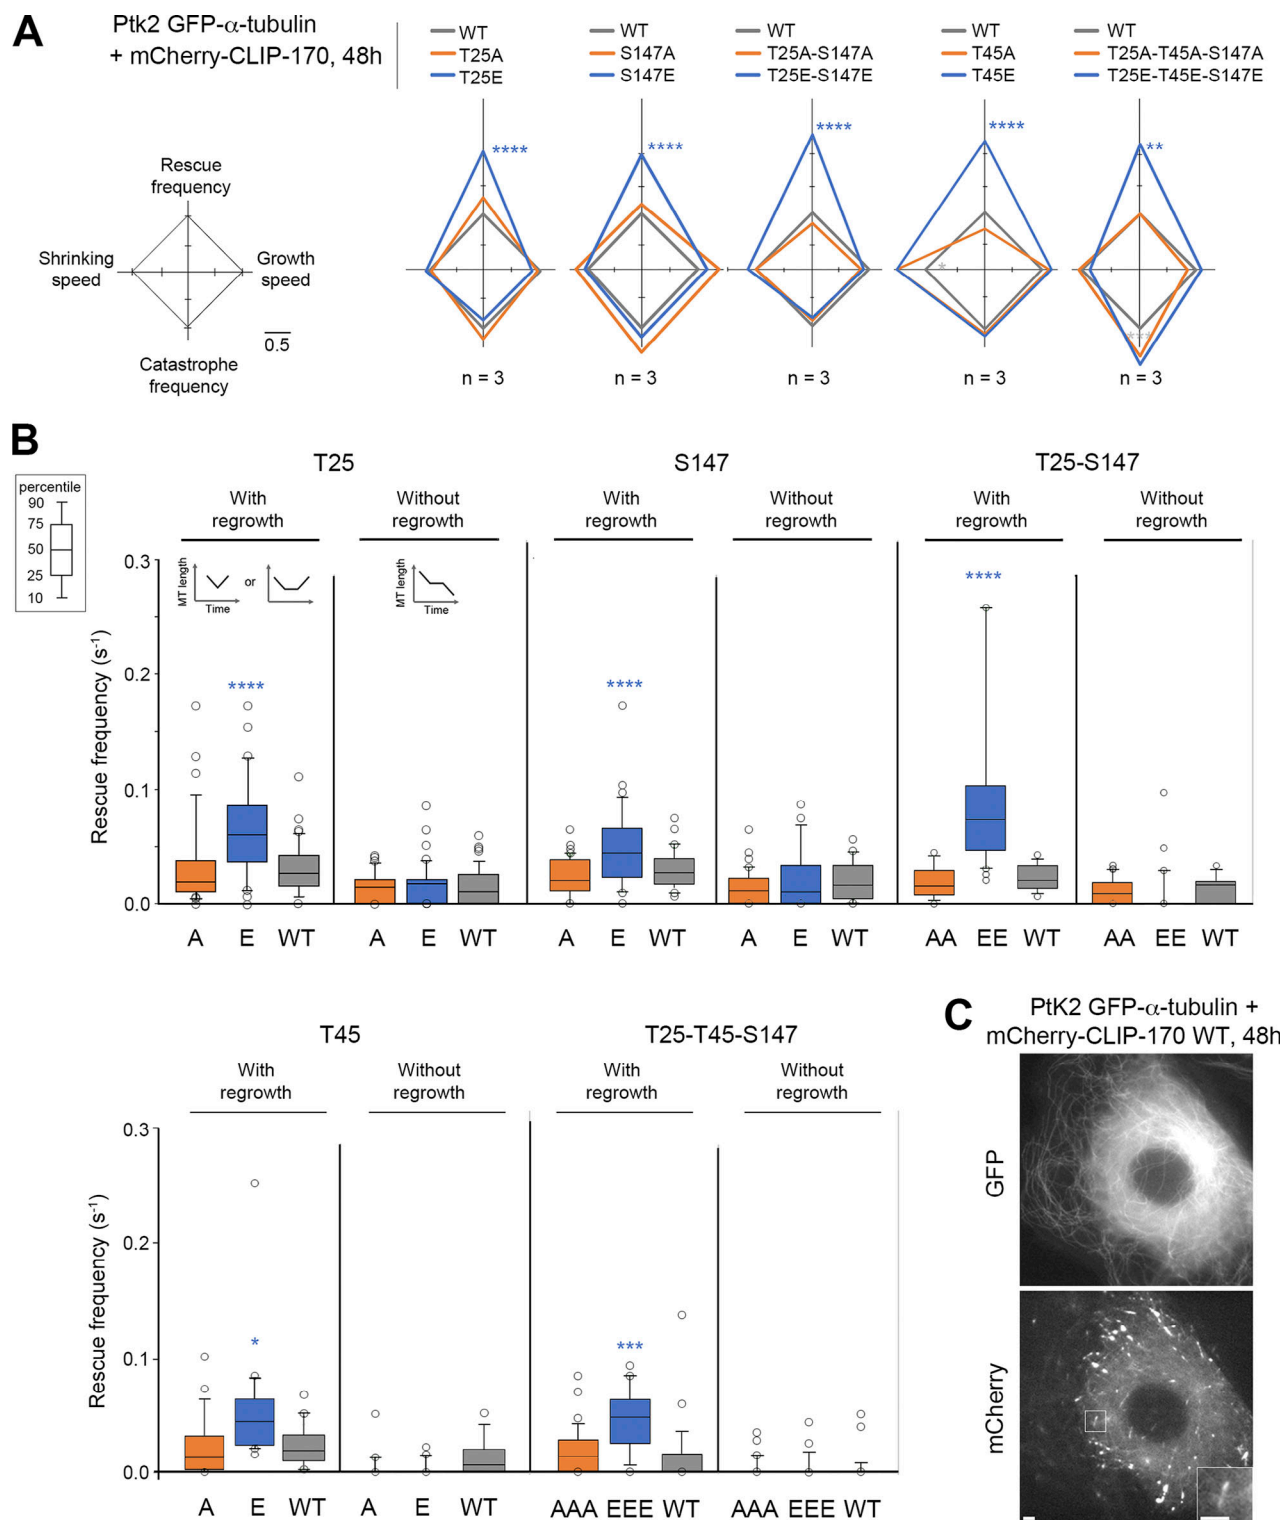 A
Ptk2 GFP-α-tubulin
+ mCherry-CLIP-170, 48h
WT
T25A
T25E
WT
S147A
S147E
WT
T25A-S147A
T25E-S147E
WT
T45A
T45E
WT
T25A-T45A-S147A
T25E-T45E-S147E
Rescue
frequency
Shrinking
speed
Growth
speed
Catastrophe
frequency
0.5
****
****
****
****
**
*
***
n = 3
n = 3
n = 3
n = 3
n = 3
B
percentile
90
75
50
25
10
T25
S147
T25-S147
With
regrowth
Without
regrowth
With
regrowth
Without
regrowth
With
regrowth
Without
regrowth
MT length
Time
or
MT length
Time
Rescue frequency (s-1)
0.3
0.2
0.1
0.0
****
****
****
A E WT
A E WT
A E WT
A E WT
AA EE WT
AA EE WT
T45
T25-T45-S147
With
regrowth
Without
regrowth
With
regrowth
Without
regrowth
Rescue frequency (s-1)
0.3
0.2
0.1
0.0
*
***
A E WT
A E WT
AAA EEE WT
AAA EEE WT
C
PtK2 GFP-α-tubulin +
mCherry-CLIP-170 WT, 48h
GFP
mCherry